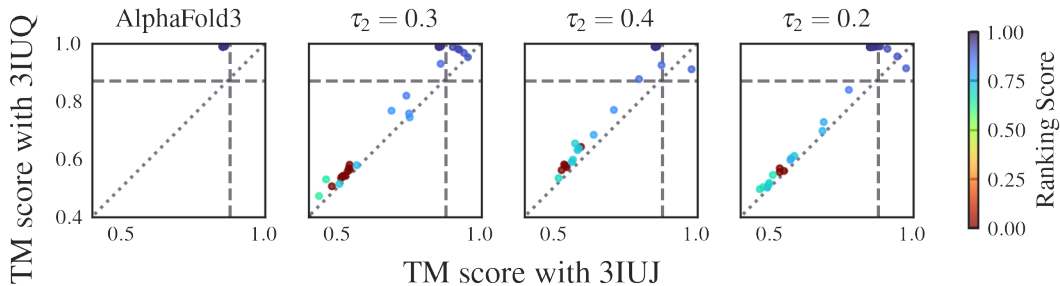 AlphaFold3
τ₂ = 0.3
τ₂ = 0.4
τ₂ = 0.2
TM score with 3IUQ
1.0
0.8
0.6
0.4
0.5 1.0
0.5 1.0
0.5 1.0
0.5 1.0
TM score with 3IUJ
1.00
0.75
0.50
0.25
0.00
Ranking Score